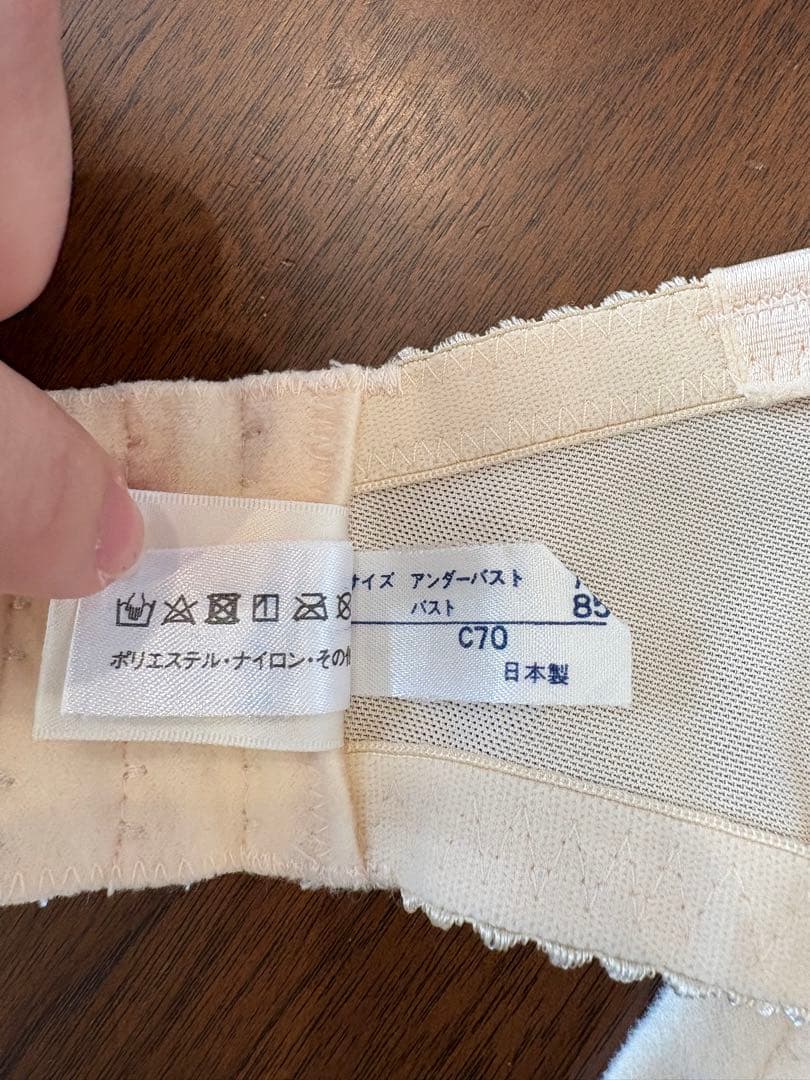 サイズ アンダーバスト
バスト 85
C70
日本製
ポリエステル・ナイロン・その